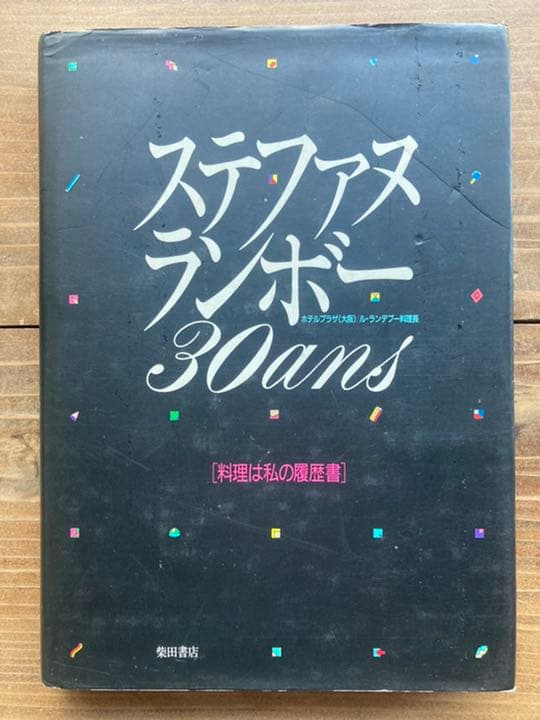 ステファヌ
ランボー
ホテルプラザ(大阪)/ル・ランデブー料理長
30ans
[料理は私の履歴書]
柴田書店